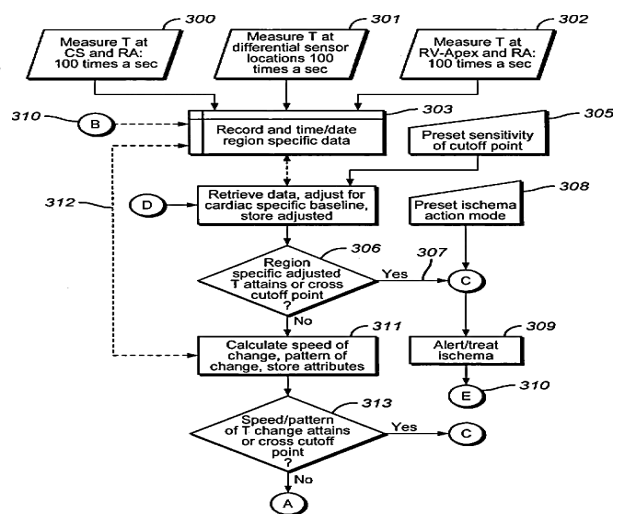 300
301
302
Measure T at
CS and RA:
100 times a sec
Measure T at
differential sensor
locations 100
times a sec
Measure T at
RV-Apex and RA:
100 times a sec
303
305
310
B
Record and time/date
region specific data
Preset sensitivity
of cutoff point
312
308
D
Retrieve data, adjust for
cardiac specific baseline,
store adjusted
Preset ischema
action mode
306
307
Region
specific adjusted
T attains or cross
cutoff point
?
Yes
C
No
311
309
Calculate speed of
change, pattern of
change, store attributes
Alert/treat
ischema
E
310
313
Speed/pattern
of T change attains
or cross cutoff
point
?
Yes
C
No
A